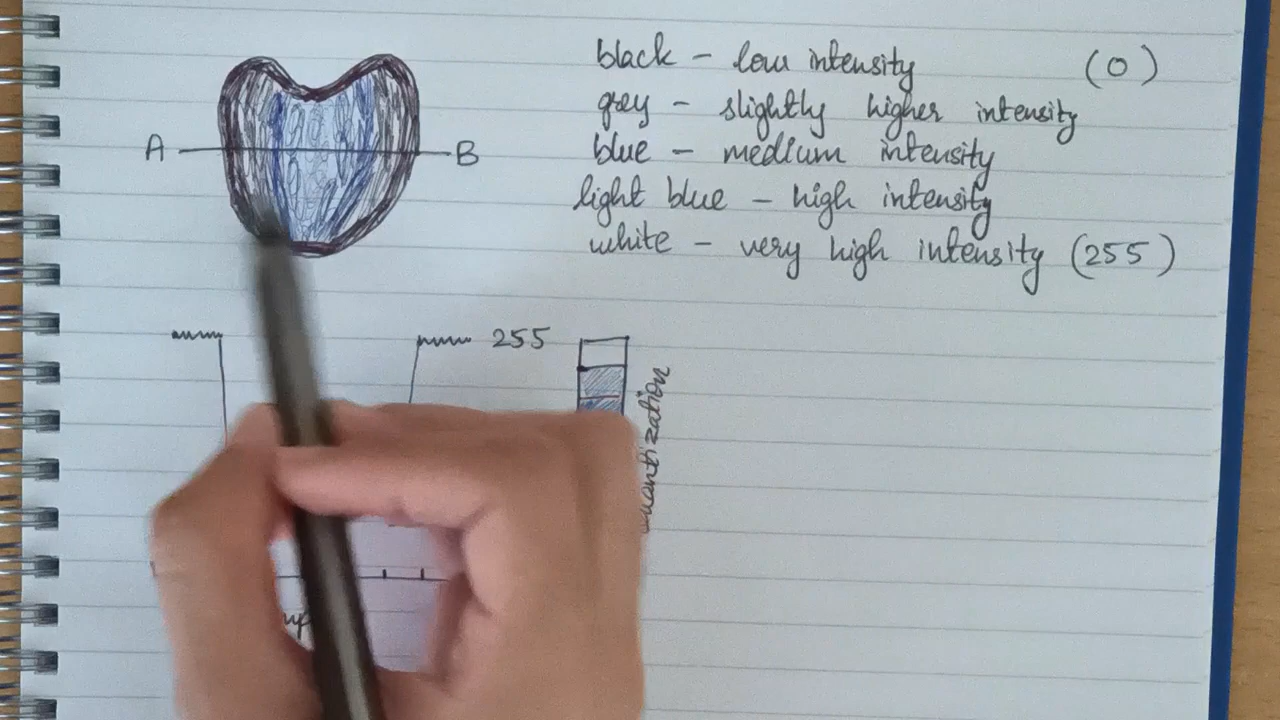 black - low intensity (0)
grey - slightly higher intensity
blue - medium intensity
light blue - high intensity
white - very high intensity (255)
A
B
255